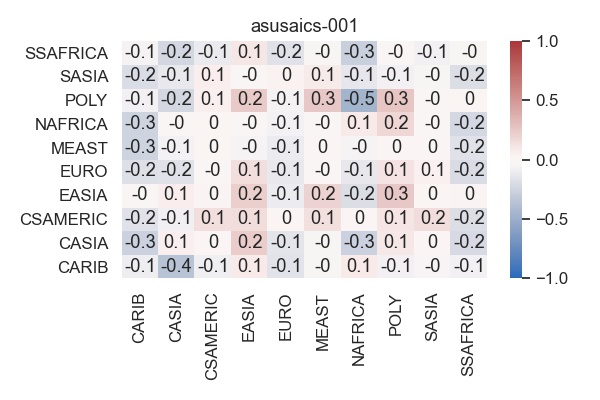 asusaics-001
SSAFRICA -0.1 -0.2 -0.1 0.1 -0.2 -0 -0.3 -0 -0.1 -0
SASIA -0.2 -0.1 0.1 -0 0 0.1 -0.1 -0.1 -0 -0.2
POLY -0.1 -0.2 0.1 0.2 -0.1 0.3 -0.5 0.3 -0 0
NAFRICA -0.3 -0 0 -0 -0.1 -0 0.1 0.2 -0 -0.2
MEAST -0.3 -0.1 0 -0 -0.1 0 -0 0 0 -0.2
EURO -0.2 -0.2 -0 0.1 -0.1 -0 -0.1 0.1 0.1 -0.2
EASIA -0 0.1 0 0.2 -0.1 0.2 -0.2 0.3 0 0
CSAMERIC -0.2 -0.1 0.1 0.1 0 0.1 0 0.1 0.2 -0.2
CASIA -0.3 0.1 0 0.2 -0.1 -0 -0.3 0.1 0 -0.2
CARIB -0.1 -0.4 -0.1 0.1 -0.1 -0 0.1 -0.1 -0 -0.1
CARIB CASIA CSAMERIC EASIA EURO MEAST NAFRICA POLY SASIA SSAFRICA
1.0
0.5
0.0
−0.5
−1.0